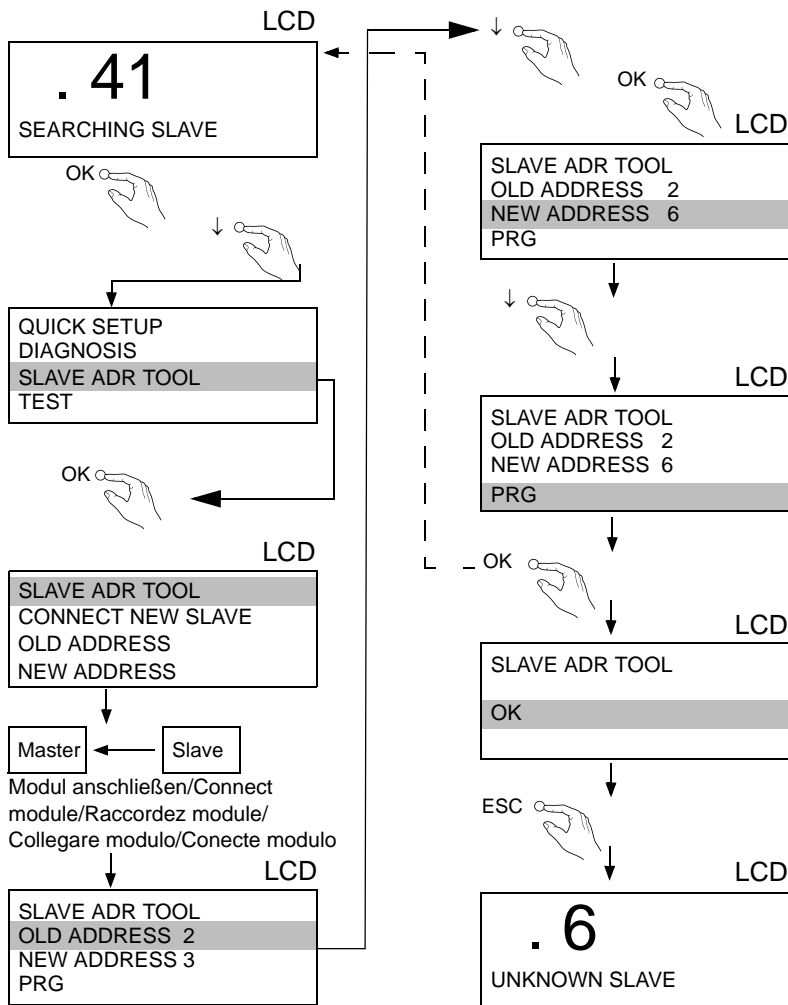 LCD
. 41
SEARCHING SLAVE
OK
↓
QUICK SETUP
DIAGNOSIS
SLAVE ADR TOOL
TEST
OK
LCD
SLAVE ADR TOOL
CONNECT NEW SLAVE
OLD ADDRESS
NEW ADDRESS
Master
Slave
Modul anschließen/Connect
module/Raccordez module/
Collegare modulo/Conecte modulo
LCD
SLAVE ADR TOOL
OLD ADDRESS 2
NEW ADDRESS 3
PRG
↓
OK
LCD
SLAVE ADR TOOL
OLD ADDRESS 2
NEW ADDRESS 6
PRG
↓
LCD
SLAVE ADR TOOL
OLD ADDRESS 2
NEW ADDRESS 6
PRG
OK
LCD
SLAVE ADR TOOL
OK
ESC
LCD
. 6
UNKNOWN SLAVE